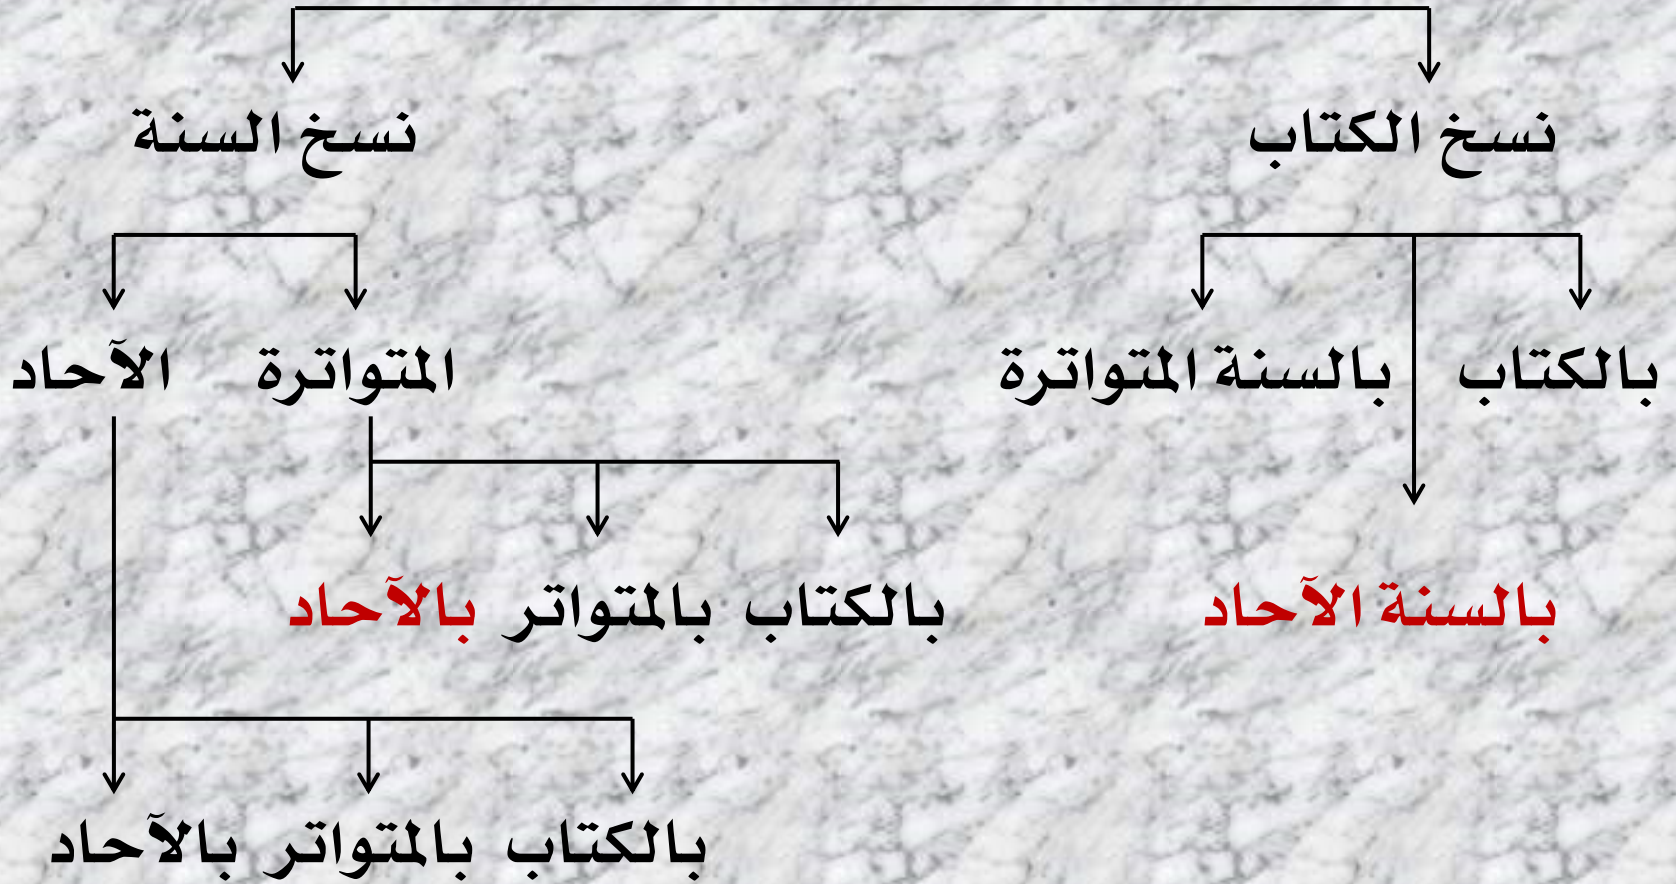 نسخ الكتاب نسخ السنة
بالكتاب بالسنة المتواترة المتواترة الآحاد
بالسنة الآحاد بالكتاب بالمتواتر بالآحاد
بالكتاب بالمتواتر بالآحاد